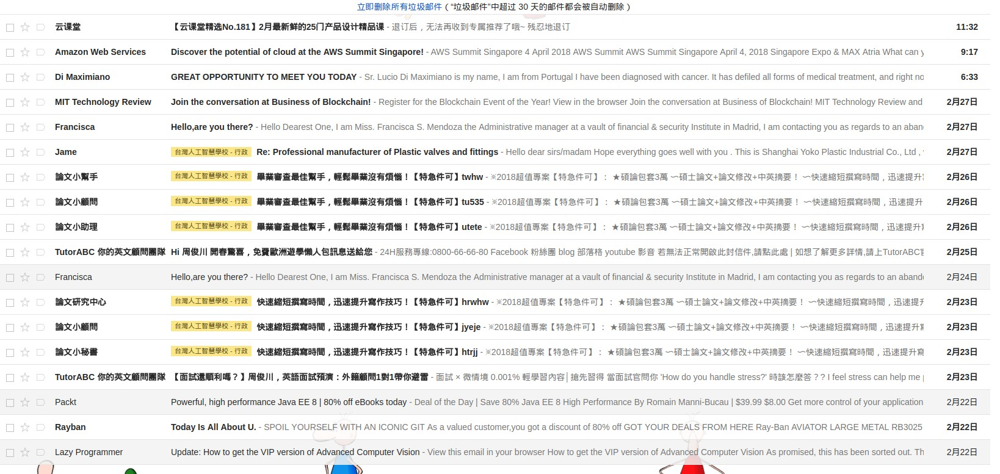 立即删除所有垃圾邮件 (“垃圾邮件”中超过 30 天的邮件都会被自动删除)
云课堂 【云课堂精选No.181】2月最新鲜的25门产品设计精品课 - 退订后，无法再收到专属推荐了哦~ 残忍地退订 11:32
Amazon Web Services Discover the potential of cloud at the AWS Summit Singapore! - AWS Summit Singapore 4 April 2018 AWS Summit AWS Summit Singapore April 4, 2018 Singapore Expo & MAX Atria What can y 9:17
Di Maximiano GREAT OPPORTUNITY TO MEET YOU TODAY - Sr. Lucio Di Maximiano is my name, I am from Portugal I have been diagnosed with cancer. It has defiled all forms of medical treatment, and right no 6:33
MIT Technology Review Join the conversation at Business of Blockchain! - Register for the Blockchain Event of the Year! View in the browser Join the conversation at Business of Blockchain! MIT Technology Review and 2月27日
Francisca Hello,are you there? - Hello Dearest One, I am Miss. Francisca S. Mendoza the Administrative manager at a vault of financial & security Institute in Madrid, I am contacting you as regards to an aban 2月27日
Jame 台灣人工智慧學校 - 行政 Re: Professional manufacturer of Plastic valves and fittings - Hello dear sirs/madam Hope everything goes well with you . This is Shanghai Yoko Plastic Industrial Co., Ltd , 2月27日
論文小幫手 台灣人工智慧學校 - 行政 畢業審查最佳幫手，輕鬆畢業沒有煩惱！【特急件可】twhw - ※2018超值專案【特急件可】： ★碩論包套3萬 ～碩士論文+論文修改+中英摘要！ ～快速縮短撰寫時間，迅速提升 2月26日
論文小顧問 台灣人工智慧學校 - 行政 畢業審查最佳幫手，輕鬆畢業沒有煩惱！【特急件可】tu535 - ※2018超值專案【特急件可】： ★碩論包套3萬 ～碩士論文+論文修改+中英摘要！ ～快速縮短撰寫時間，迅速提升 2月26日
論文小助理 台灣人工智慧學校 - 行政 畢業審查最佳幫手，輕鬆畢業沒有煩惱！【特急件可】utete - ※2018超值專案【特急件可】： ★碩論包套3萬 ～碩士論文+論文修改+中英摘要！ ～快速縮短撰寫時間，迅速提升 2月26日
TutorABC 你的英文顧問團隊 Hi 周俊川 開春驚喜，免費歐洲遊學懶人包訊息送給您 - 24H服務專線:0800-66-66-80 Facebook 粉絲團 blog 部落格 youtube 影音 若無法正常開啟此封信件,請點此處 | 如想了解更多詳情,請上TutorABC官 2月25日
Francisca Hello,are you there? - Hello Dearest One, I am Miss. Francisca S. Mendoza the Administrative manager at a vault of financial & security Institute in Madrid, I am contacting you as regards to an aband 2月24日
論文研究中心 台灣人工智慧學校 - 行政 快速縮短撰寫時間，迅速提升寫作技巧！【特急件可】hrwhw - ※2018超值專案【特急件可】： ★碩論包套3萬 ～碩士論文+論文修改+中英摘要！ ～快速縮短撰寫時間，迅速提升 2月23日
論文小顧問 台灣人工智慧學校 - 行政 快速縮短撰寫時間，迅速提升寫作技巧！【特急件可】jyeje - ※2018超值專案【特急件可】： ★碩論包套3萬 ～碩士論文+論文修改+中英摘要！ ～快速縮短撰寫時間，迅速提升寫 2月23日
論文小秘書 台灣人工智慧學校 - 行政 快速縮短撰寫時間，迅速提升寫作技巧！【特急件可】htrjj - ※2018超值專案【特急件可】： ★碩論包套3萬 ～碩士論文+論文修改+中英摘要！ ～快速縮短撰寫時間，迅速提升寫 2月23日
TutorABC 你的英文顧問團隊 【面試還順利嗎？】周俊川，英語面試預演：外籍顧問1對1帶你避雷 - 面試 × 微情境 0.001% 輕學習內容│搶先習得 當面試官問你 'How do you handle stress?' 時該怎麼答？? I feel stress can help me 2月23日
Packt Powerful, high performance Java EE 8 | 80% off eBooks today - Deal of the Day | Save 80% Java EE 8 High Performance By Romain Manni-Bucau | $39.99 $8.00 Get more control of your application 2月22日
Rayban Today Is All About U. - SPOIL YOURSELF WITH AN ICONIC GIT As a valued customer,you got a discount of 80% off GOT YOUR DEALS FROM HERE Ray-Ban AVIATOR LARGE METAL RB3025 2月22日
Lazy Programmer Update: How to get the VIP version of Advanced Computer Vision - View this email in your browser How to get the VIP version of Advanced Computer Vision As promised, this has been sorted out. Th 2月22日